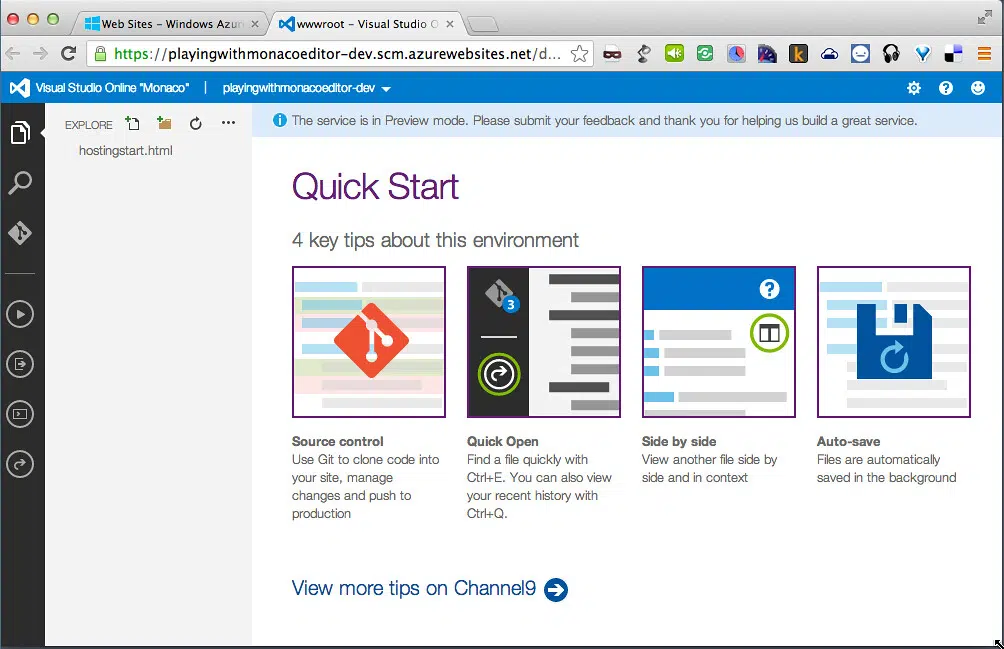 Web Sites – Windows Azur
wwwroot – Visual Studio O
https://playingwithmonacoeditor-dev.scm.azurewebsites.net/d...
k
Visual Studio Online "Monaco" | playingwithmonacoeditor-dev
EXPLORE
hostingstart.html
The service is in Preview mode. Please submit your feedback and thank you for helping us build a great service.
Quick Start
4 key tips about this environment
3
?
Source control
Use Git to clone code into
your site, manage
changes and push to
production
Quick Open
Find a file quickly with
Ctrl+E. You can also view
your recent history with
Ctrl+Q.
Side by side
View another file side by
side and in context
Auto-save
Files are automatically
saved in the background
View more tips on Channel9